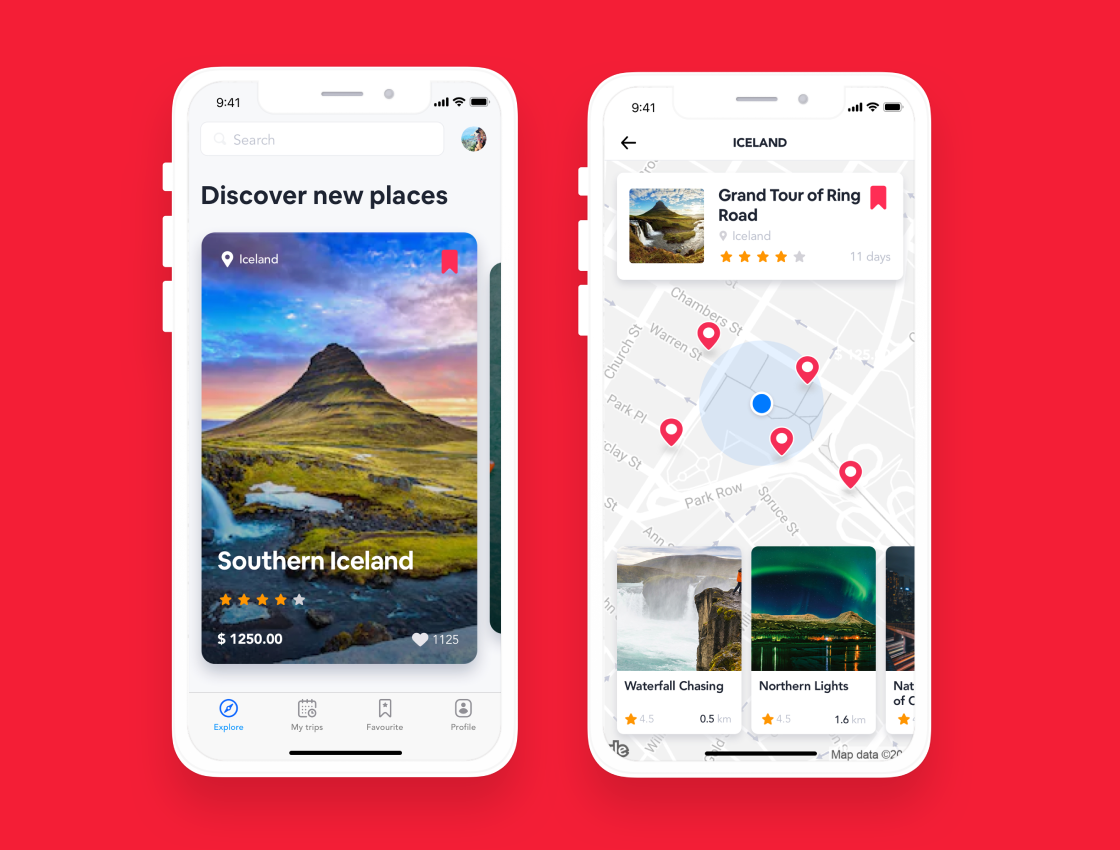 9:41
Search
Discover new places
Iceland
Southern Iceland
$ 1250.00
1125
Explore
My trips
Favourite
Profile
9:41
ICELAND
Grand Tour of Ring
Road
Iceland
11 days
Chambers St
Warren St
Church St
Park Pl
clay St
Park Row
Spruce St
St
Ann S
Waterfall Chasing
4.5
0.5 km
Northern Lights
4.5
1.6 km
Nat
of C
Map data ©20